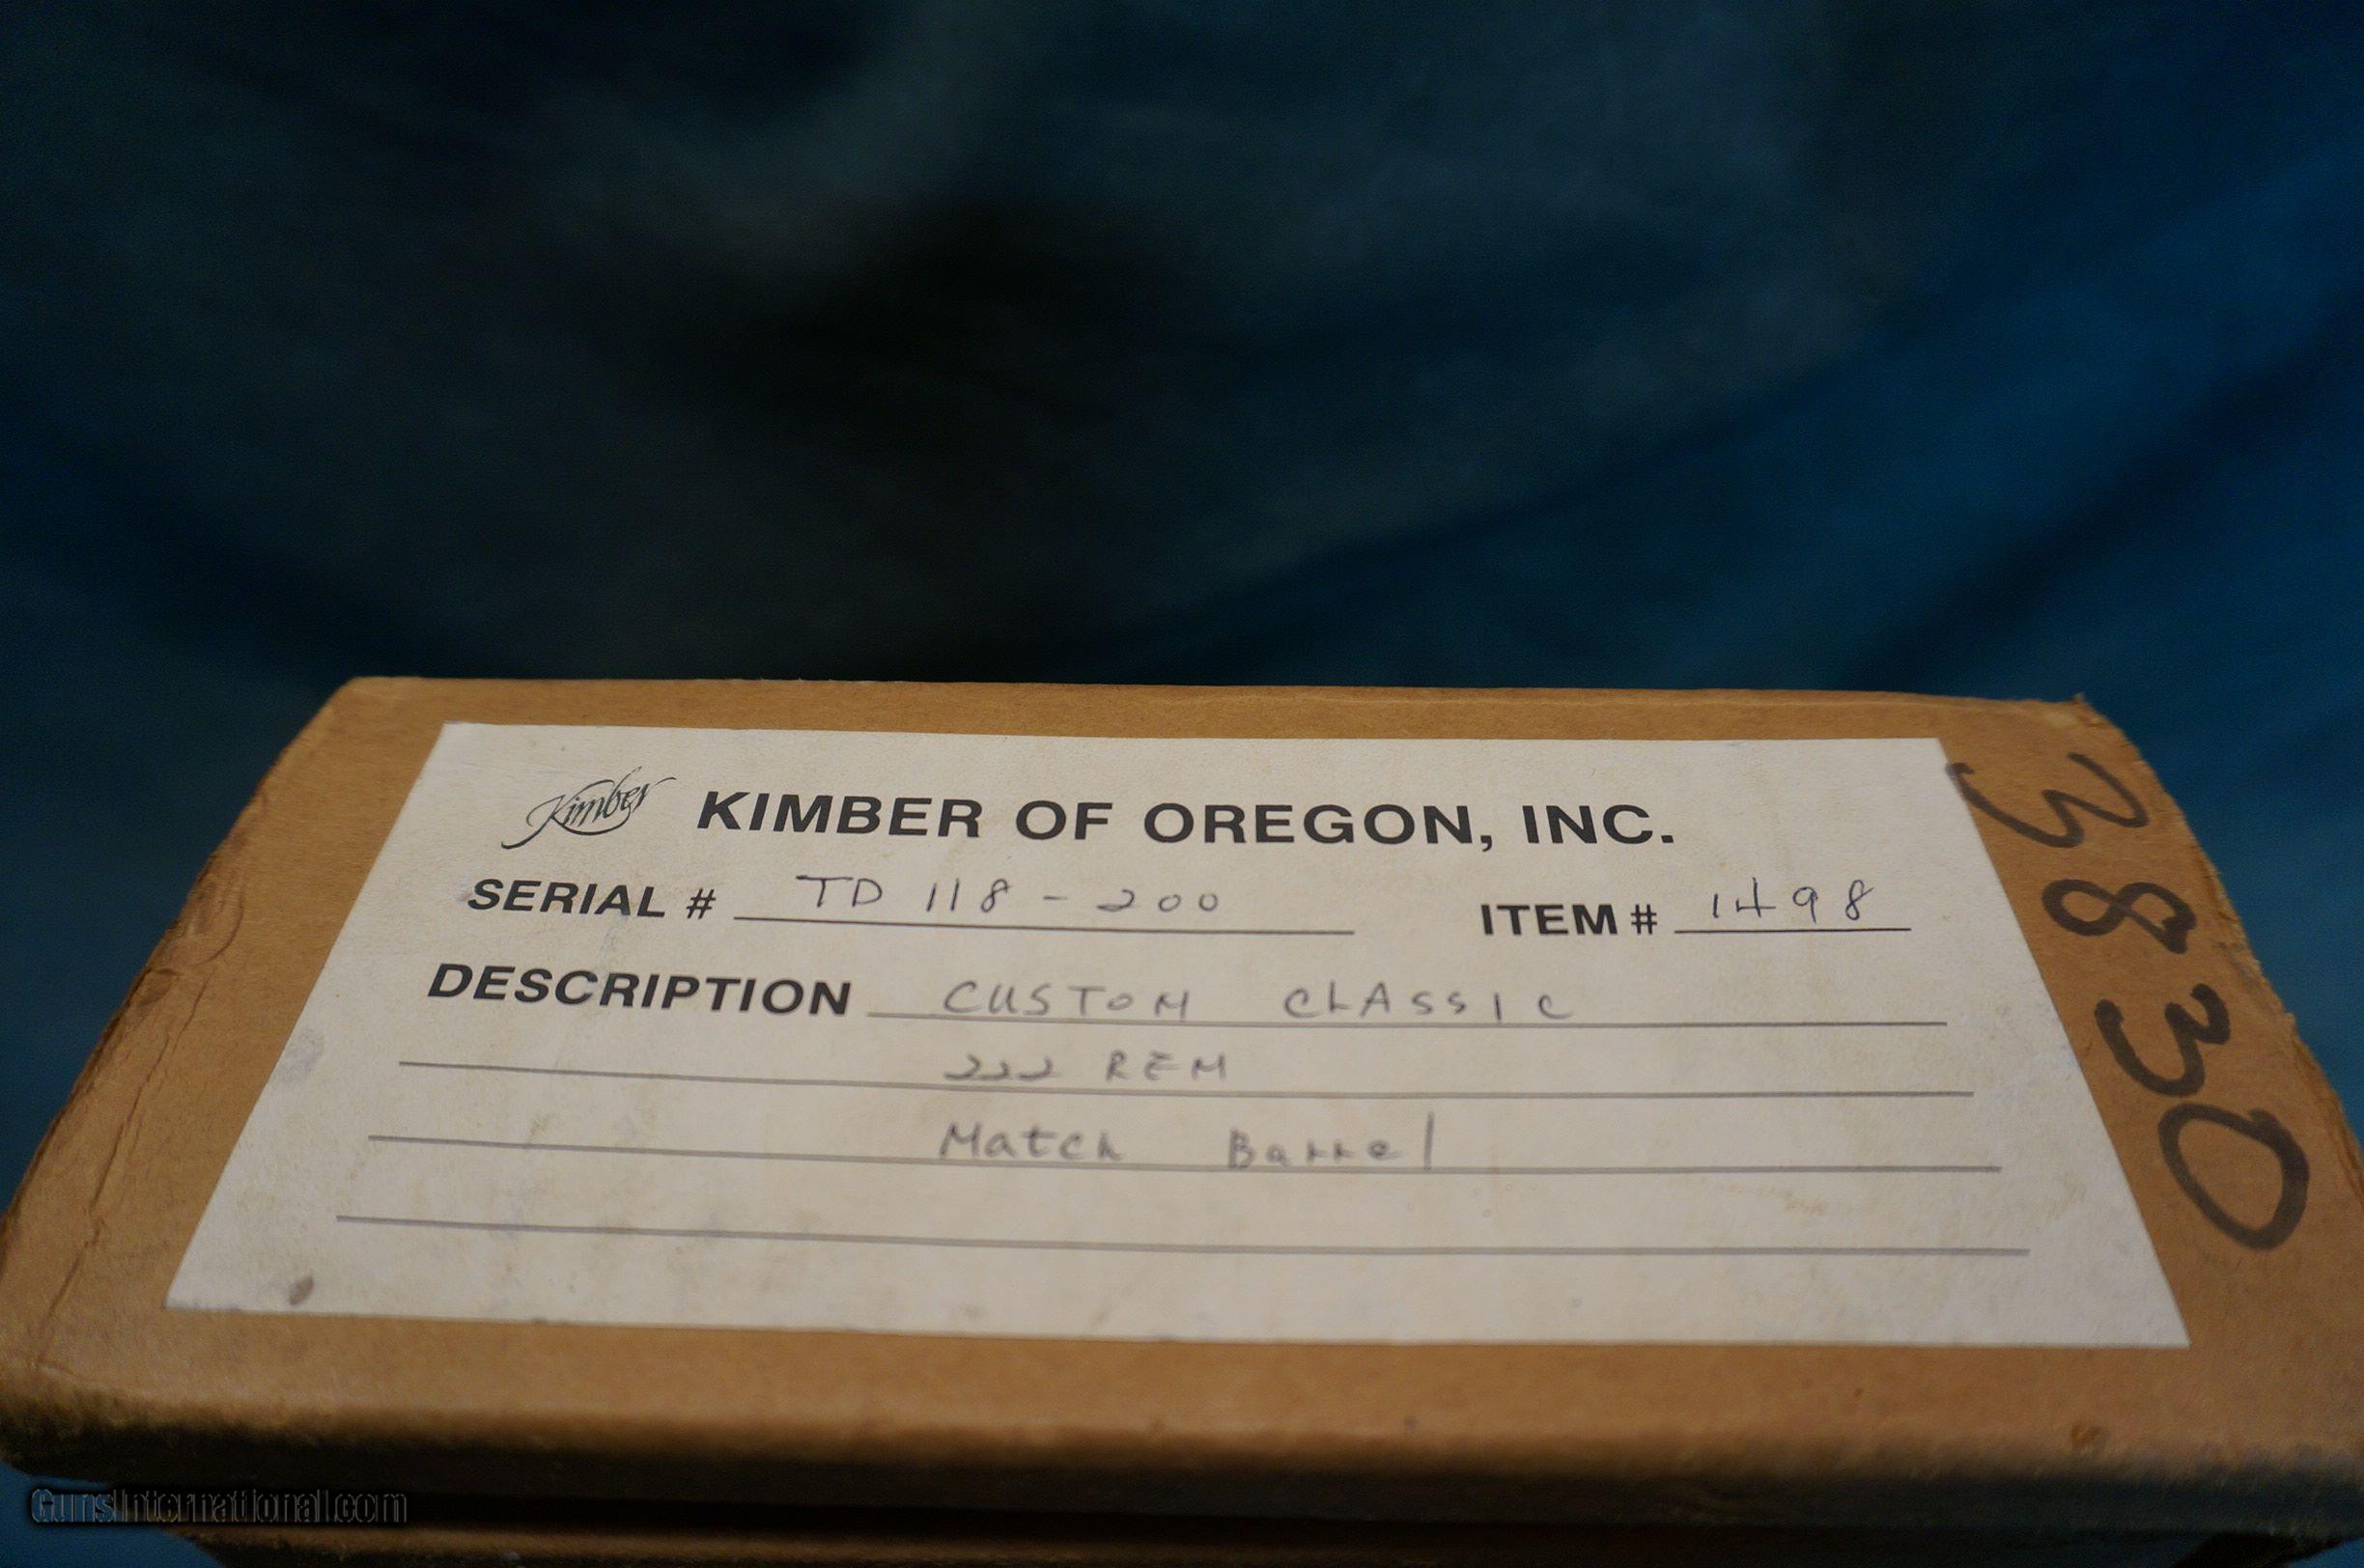 Kimber KIMBER OF OREGON, INC.
SERIAL # TD 118-200 ITEM # 1498
DESCRIPTION CUSTOM CLASSIC
222 REM
Match Barrel
3830
GunsInternational.com